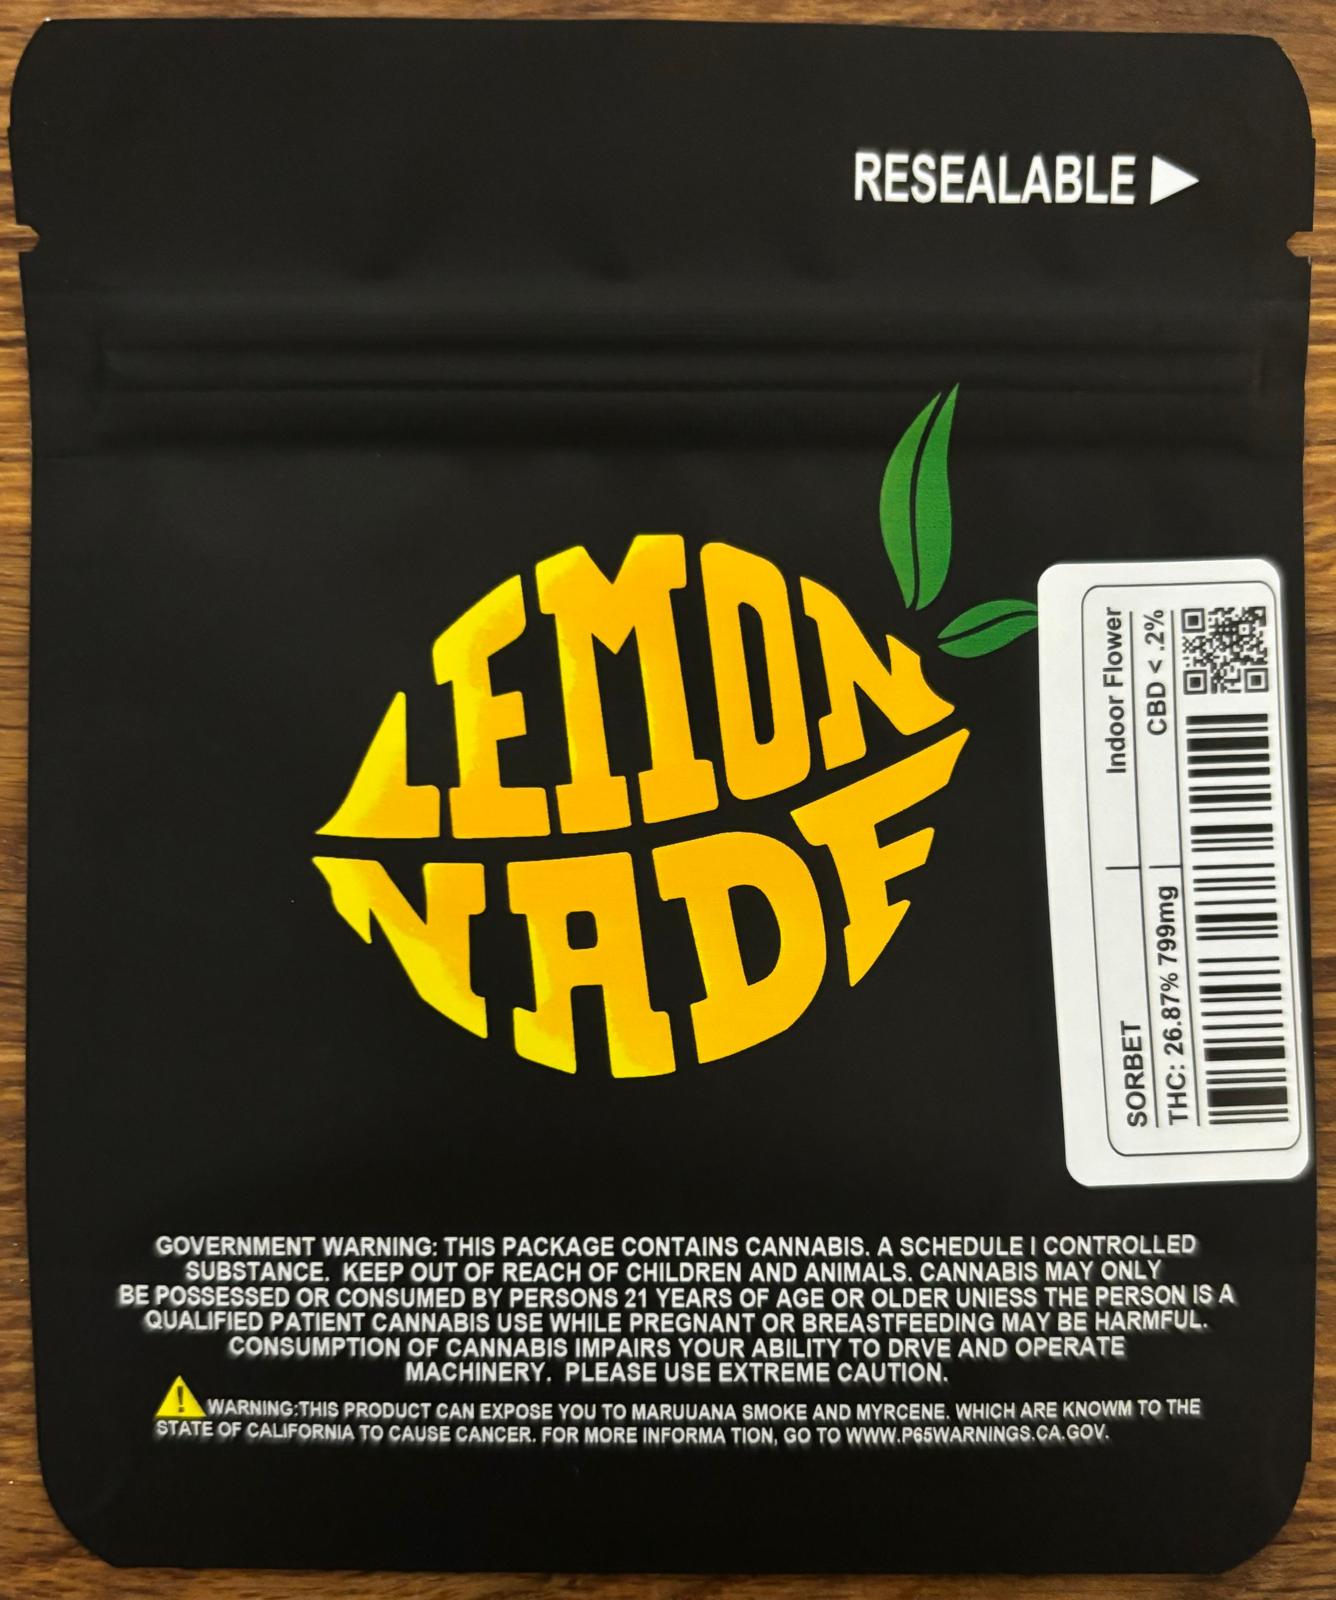 RESEALABLE
LEMON
NADE
SORBET Indoor Flower
THC: 26.87% 799mg CBD < .2%
GOVERNMENT WARNING: THIS PACKAGE CONTAINS CANNABIS. A SCHEDULE I CONTROLLED
SUBSTANCE. KEEP OUT OF REACH OF CHILDREN AND ANIMALS. CANNABIS MAY ONLY
BE POSSESSED OR CONSUMED BY PERSONS 21 YEARS OF AGE OR OLDER UNIESS THE PERSON IS A
QUALIFIED PATIENT CANNABIS USE WHILE PREGNANT OR BREASTFEEDING MAY BE HARMFUL.
CONSUMPTION OF CANNABIS IMPAIRS YOUR ABILITY TO DRVE AND OPERATE
MACHINERY. PLEASE USE EXTREME CAUTION.
WARNING:THIS PRODUCT CAN EXPOSE YOU TO MARUUANA SMOKE AND MYRCENE. WHICH ARE KNOWM TO THE
STATE OF CALIFORNIA TO CAUSE CANCER. FOR MORE INFORMA TION, GO TO WWW.P65WARNINGS.CA.GOV.